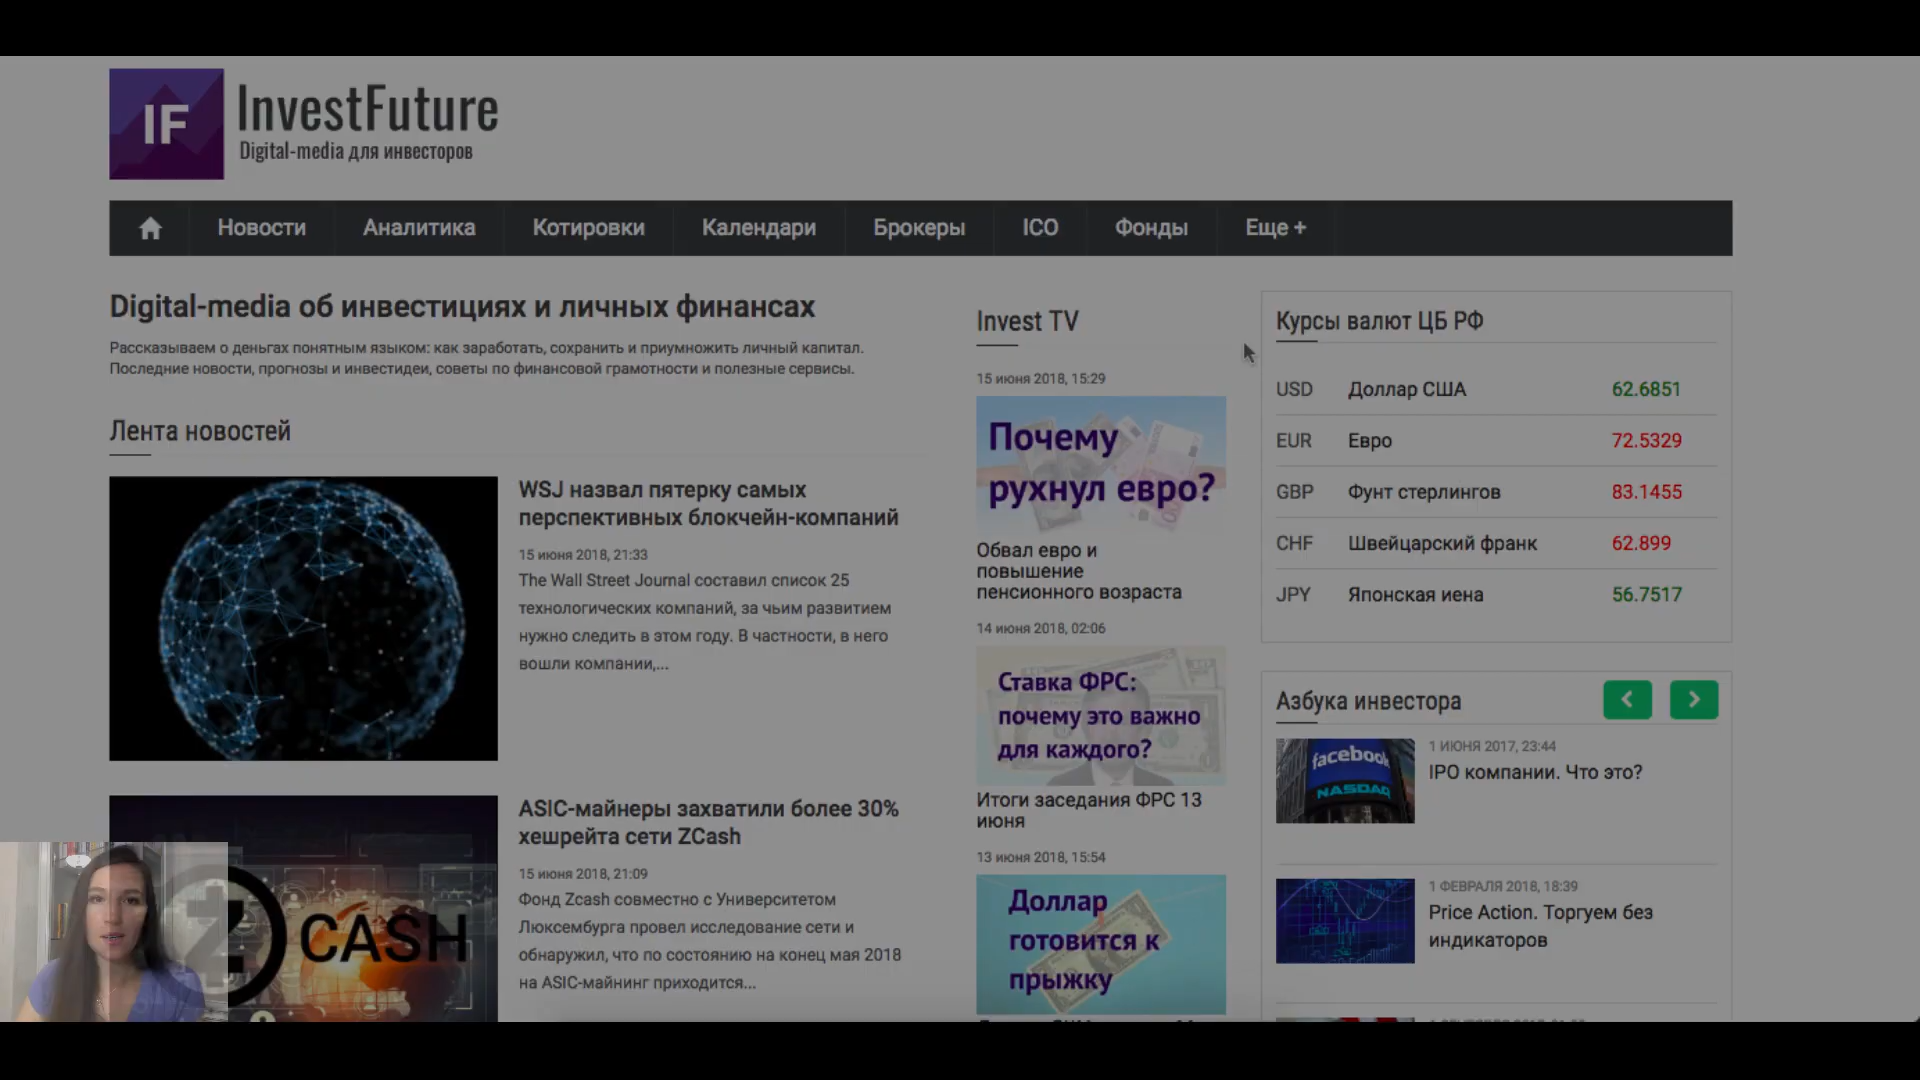 IF
InvestFuture
Digital-media для инвесторов
Новости
Аналитика
Котировки
Календари
Брокеры
ICO
Фонды
Еще +
Digital-media об инвестициях и личных финансах
Рассказываем о деньгах понятным языком: как заработать, сохранить и приумножить личный капитал.
Последние новости, прогнозы и инвестидеи, советы по финансовой грамотности и полезные сервисы.
Лента новостей
WSJ назвал пятерку самых
перспективных блокчейн-компаний
15 июня 2018, 21:33
The Wall Street Journal составил список 25
технологических компаний, за чьим развитием
нужно следить в этом году. В частности, в него
вошли компании,...
CASH
ASIC-майнеры захватили более 30%
хешрейта сети ZCash
15 июня 2018, 21:09
Фонд Zcash совместно с Университетом
Люксембурга провел исследование сети и
обнаружил, что по состоянию на конец мая 2018
на ASIC-майнинг приходится...
Invest TV
15 июня 2018, 15:29
Почему
рухнул евро?
Обвал евро и
повышение
пенсионного возраста
14 июня 2018, 02:06
Ставка ФРС:
почему это важно
для каждого?
Итоги заседания ФРС 13
июня
13 июня 2018, 15:54
Доллар
готовится к
прыжку
Курсы валют ЦБ РФ
USD Доллар США 62.6851
EUR Евро 72.5329
GBP Фунт стерлингов 83.1455
CHF Швейцарский франк 62.899
JPY Японская иена 56.7517
Азбука инвестора
facebook
NASDAQ
1 ИЮНЯ 2017, 23:44
IPO компании. Что это?
1 ФЕВРАЛЯ 2018, 18:39
Price Action. Торгуем без
индикаторов